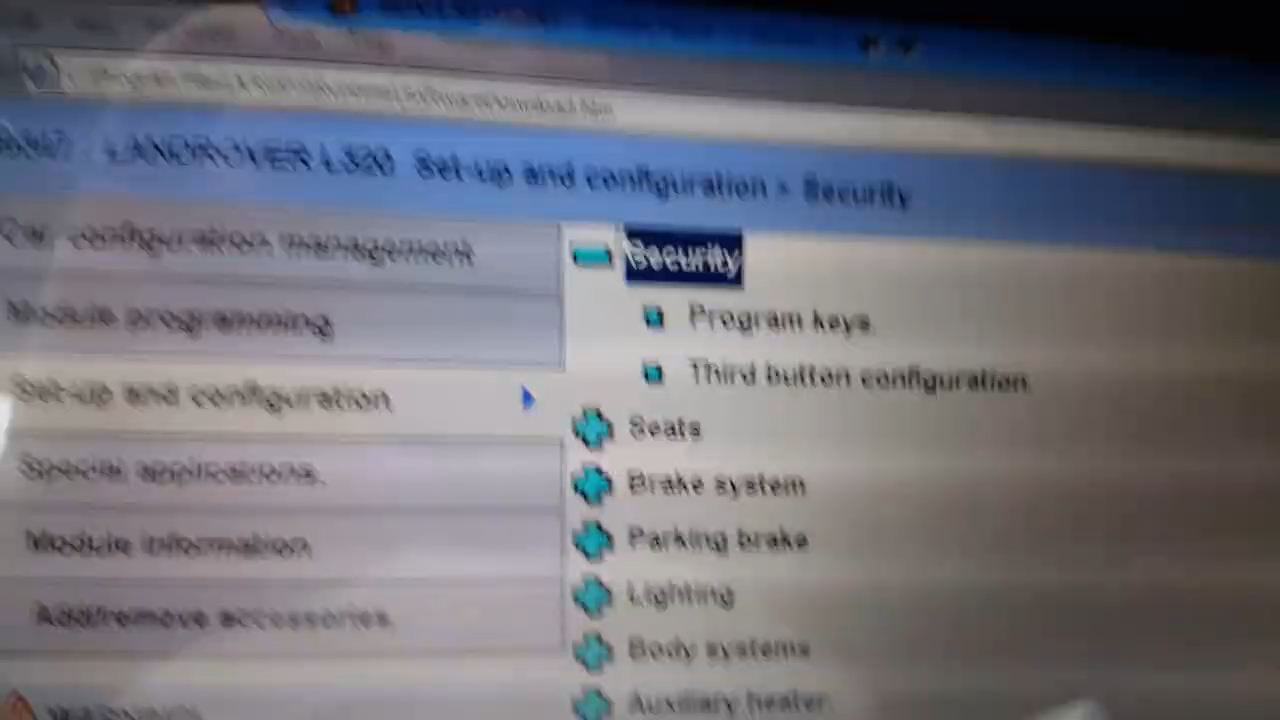 LANDROVER L320 Set-up and configuration > Security
Car configuration management
Module programming
Set-up and configuration
Special applications.
Module information
Add/remove accessories.
Security
Program keys.
Third button configuration.
Seats
Brake system
Parking brake
Lighting
Body systems
Auxiliary heater.